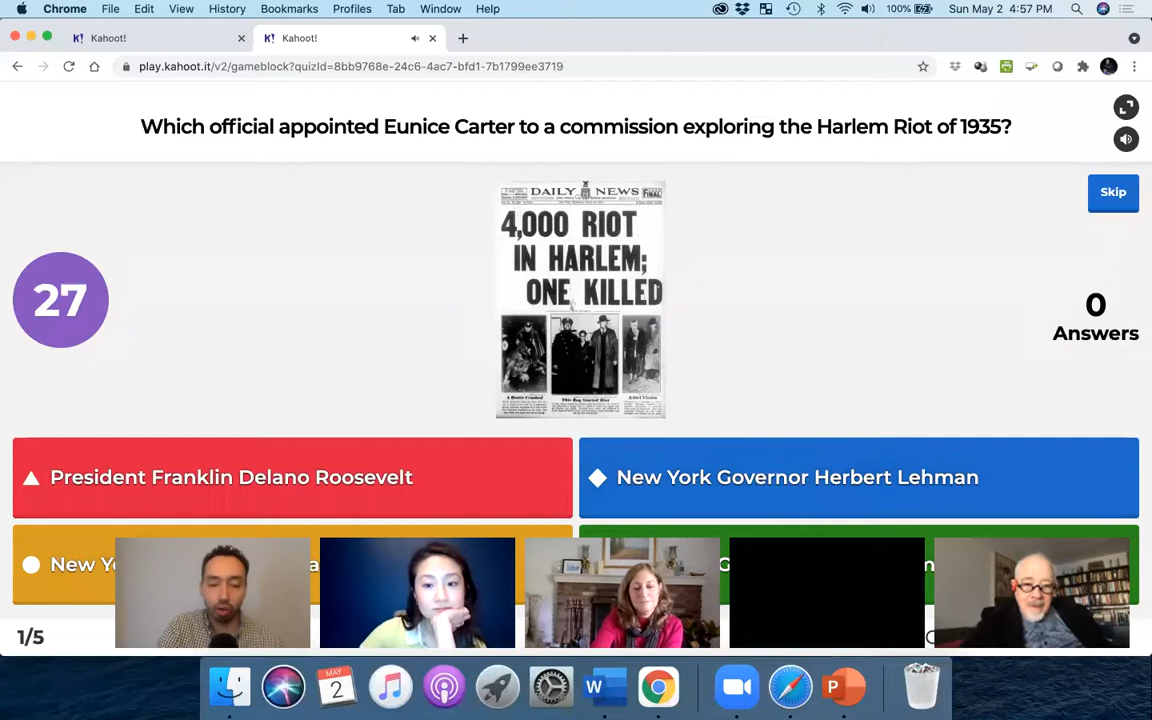 Chrome File Edit View History Bookmarks Profiles Tab Window Help 100% Sun May 2 4:57 PM
Kahoot! Kahoot!
play.kahoot.it/v2/gameblock?quizId=8bb9768e-24c6-4ac7-bfd1-7b1799ee3719
Which official appointed Eunice Carter to a commission exploring the Harlem Riot of 1935?
Skip
DAILY NEWS FINAL
4,000 RIOT
IN HARLEM;
ONE KILLED
27
0
Answers
President Franklin Delano Roosevelt
New York Governor Herbert Lehman
1/5
MAY
2
W
P